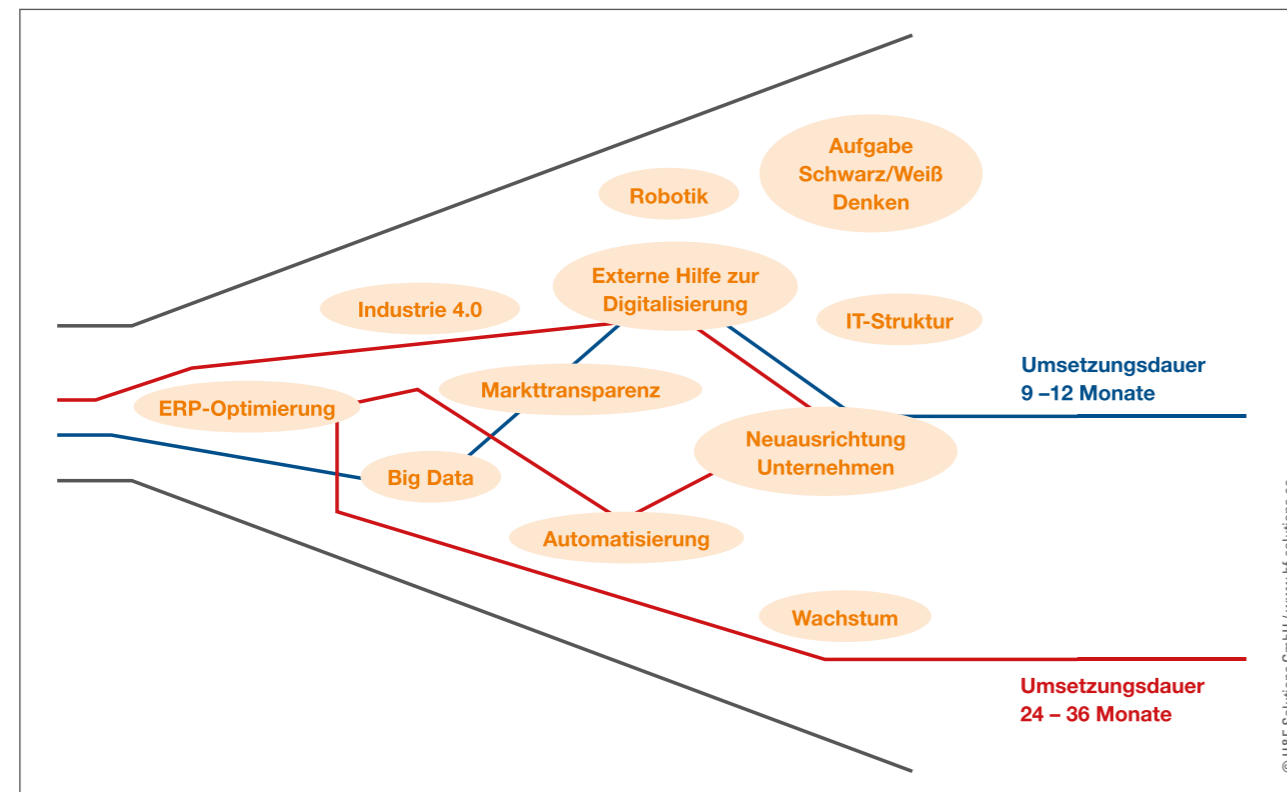 Aufgabe
Schwarz/Weiß
Denken
Robotik
Externe Hilfe zur
Digitalisierung
Industrie 4.0
IT-Struktur
Umsetzungsdauer
9 –12 Monate
Markttransparenz
ERP-Optimierung
Neuausrichtung
Unternehmen
Big Data
Automatisierung
Wachstum
Umsetzungsdauer
24 – 36 Monate